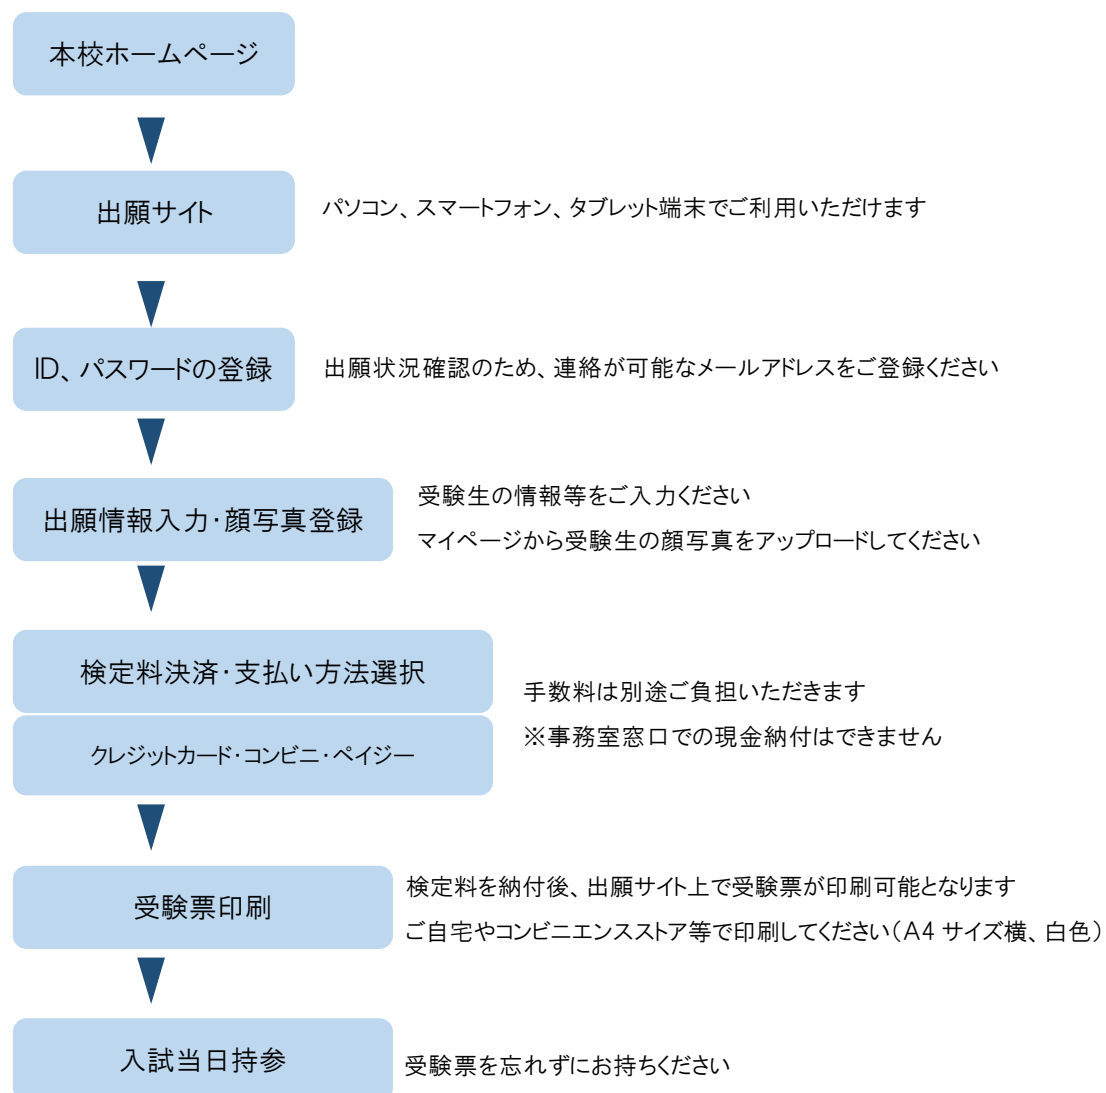 本校ホームページ
出願サイト
パソコン、スマートフォン、タブレット端末でご利用いただけます
ID、パスワードの登録
出願状況確認のため、連絡が可能なメールアドレスをご登録ください
出願情報入力・顔写真登録
受験生の情報等をご入力ください
マイページから受験生の顔写真をアップロードしてください
検定料決済・支払い方法選択
クレジットカード・コンビニ・ペイジー
手数料は別途ご負担いただきます
※事務室窓口での現金納付はできません
受験票印刷
検定料を納付後、出願サイト上で受験票が印刷可能となります
ご自宅やコンビニエンスストア等で印刷してください(A4 サイズ横、白色)
入試当日持参
受験票を忘れずにお持ちください